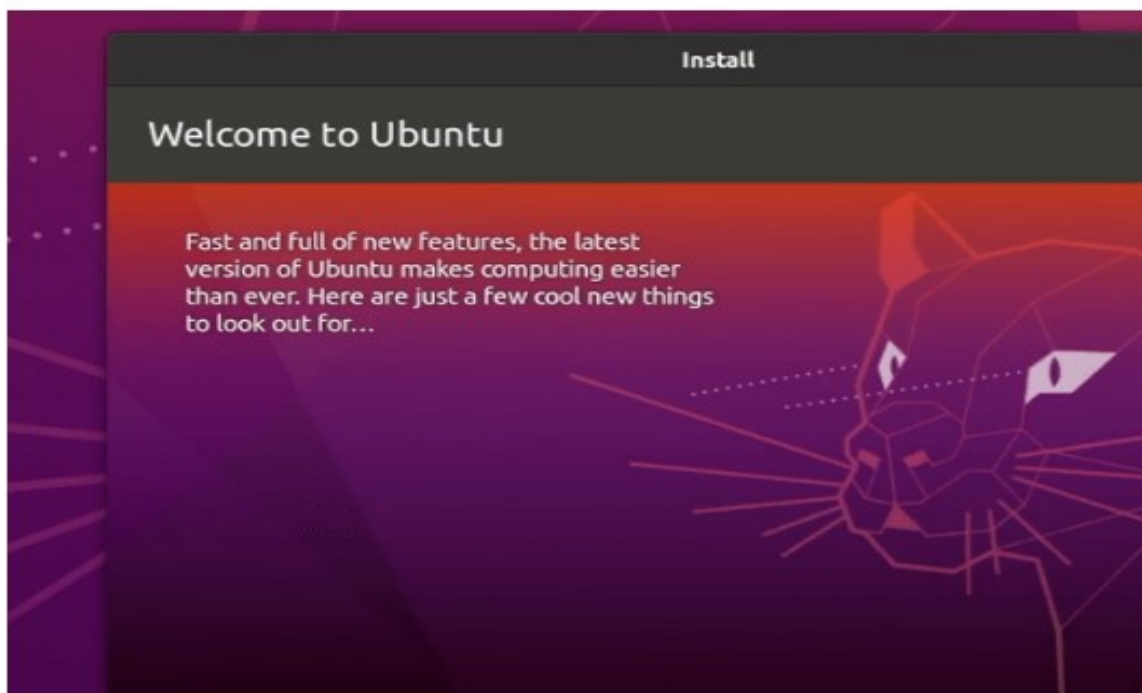 Install
Welcome to Ubuntu
Fast and full of new features, the latest
version of Ubuntu makes computing easier
than ever. Here are just a few cool new things
to look out for…